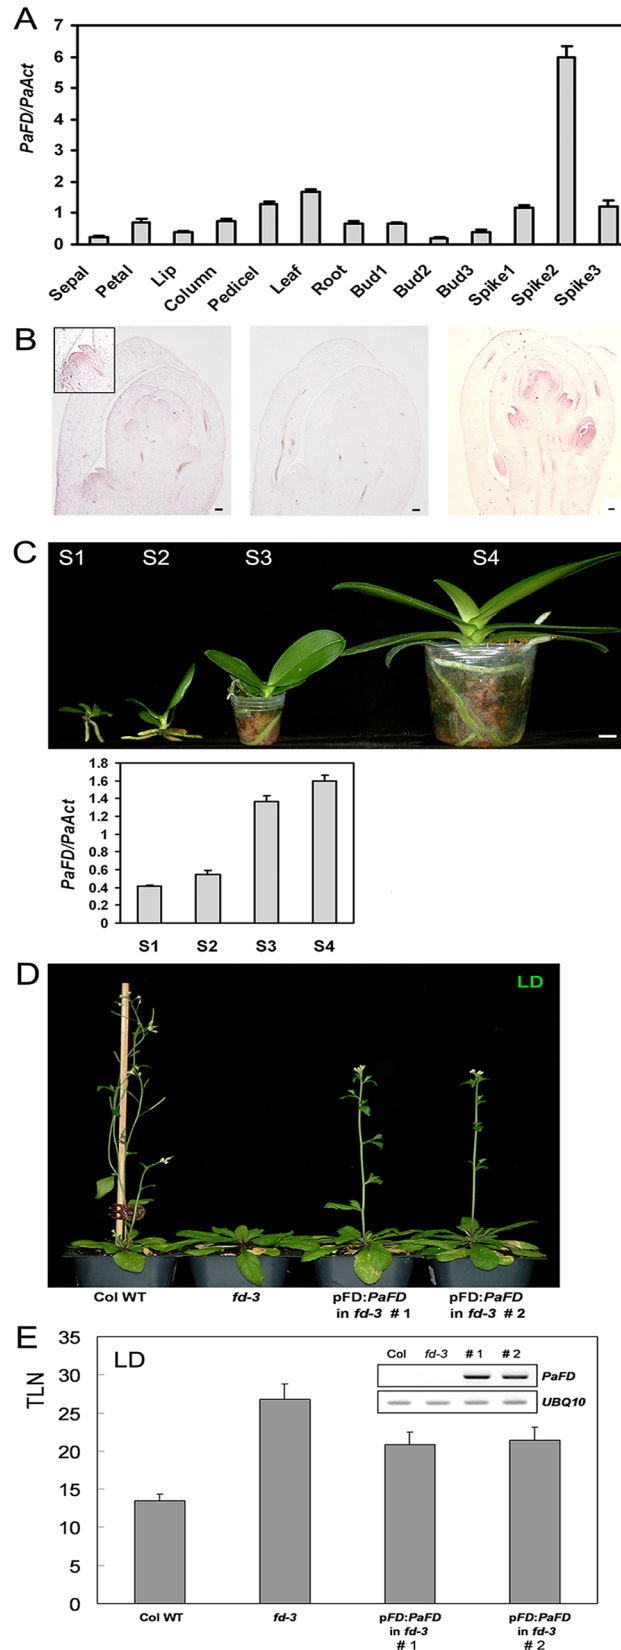 A
7
6
5
4
3
2
1
0
PaFD/PaAct
Sepal
Petal
Lip
Column
Pedicel
Leaf
Root
Bud1
Bud2
Bud3
Spike1
Spike2
Spike3
B
C
S1 S2 S3 S4
1.8
1.6
1.4
1.2
1
0.8
0.6
0.4
0.2
0
PaFD/PaAct
S1 S2 S3 S4
D
LD
Col WT
fd-3
pFD:PaFD
in fd-3 # 1
pFD:PaFD
in fd-3 # 2
E
35
30
25
20
15
10
5
0
TLN
LD
Col fd-3 # 1 # 2
PaFD
UBQ10
Col WT
fd-3
pFD:PaFD
in fd-3
# 1
pFD:PaFD
in fd-3
# 2